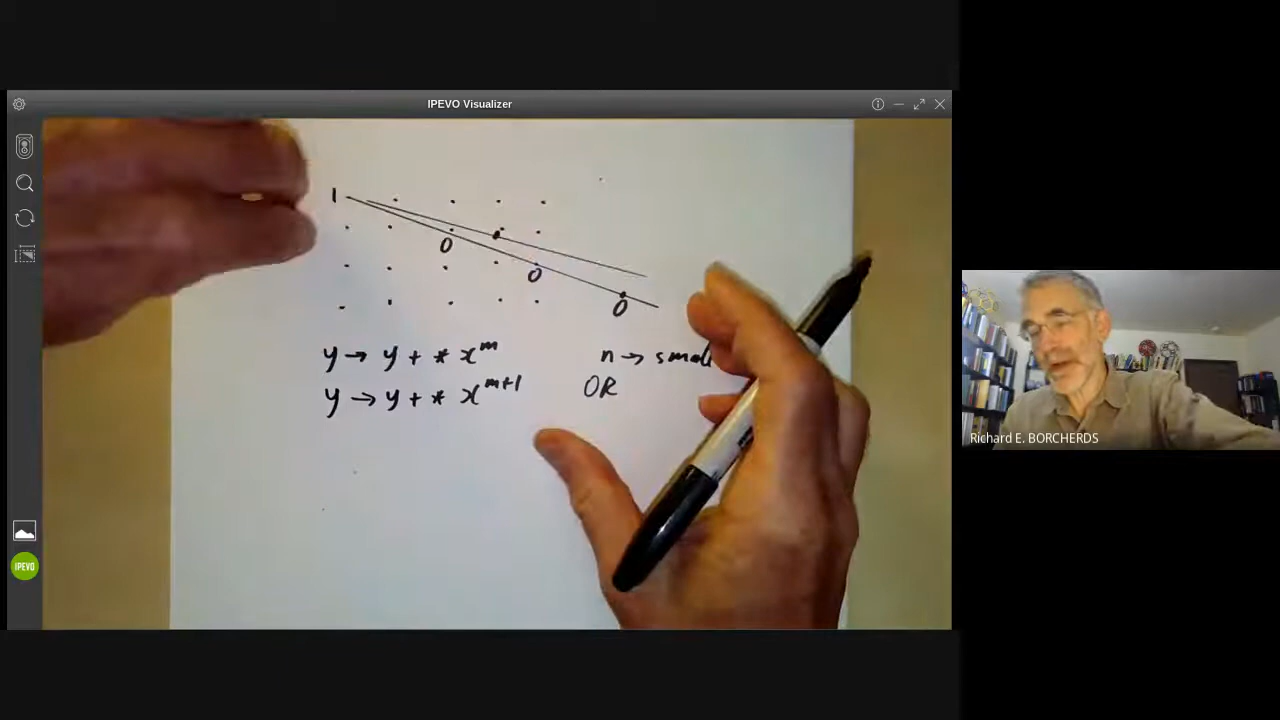 IPEVO Visualizer
1
0
0
0
y → y + * x^m
n → small
y → y + * x^{m+1}
OR
Richard E. BORCHERDS
IPEVO